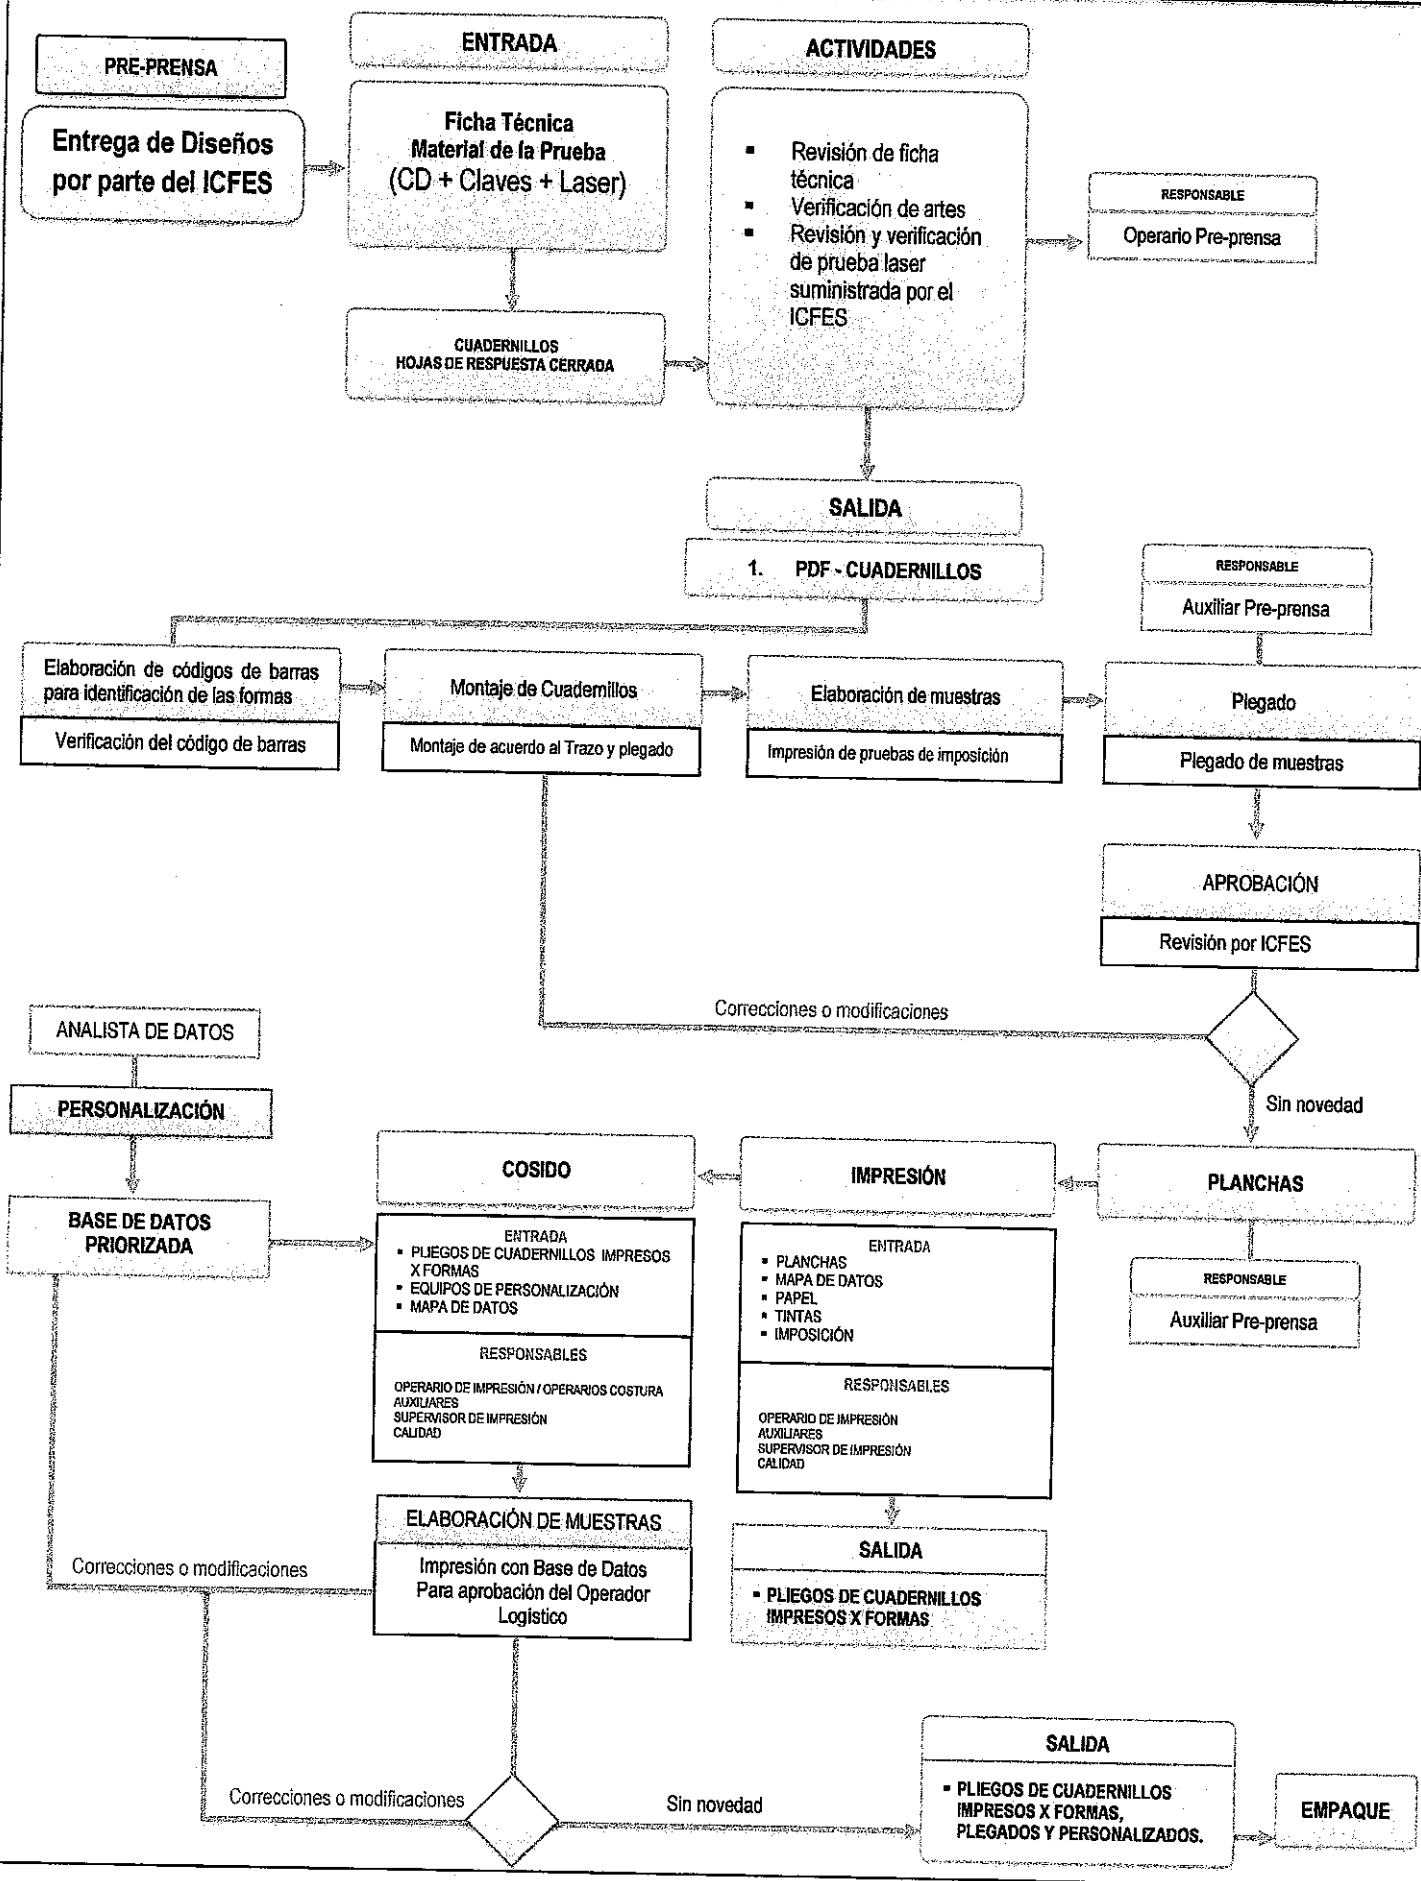 PRE-PRENSA
Entrega de Diseños
por parte del ICFES
ENTRADA
Ficha Técnica
Material de la Prueba
(CD + Claves + Laser)
CUADERNILLOS
HOJAS DE RESPUESTA CERRADA
ACTIVIDADES
▪ Revisión de ficha
técnica
▪ Verificación de artes
▪ Revisión y verificación
de prueba laser
suministrada por el
ICFES
RESPONSABLE
Operario Pre-prensa
SALIDA
1. PDF - CUADERNILLOS
RESPONSABLE
Auxiliar Pre-prensa
Elaboración de códigos de barras
para identificación de las formas
Verificación del código de barras
Montaje de Cuadernillos
Montaje de acuerdo al Trazo y plegado
Elaboración de muestras
Impresión de pruebas de imposición
Plegado
Plegado de muestras
APROBACIÓN
Revisión por ICFES
Correcciones o modificaciones
Sin novedad
ANALISTA DE DATOS
PERSONALIZACIÓN
BASE DE DATOS
PRIORIZADA
COSIDO
ENTRADA
▪ PLIEGOS DE CUADERNILLOS IMPRESOS
X FORMAS
▪ EQUIPOS DE PERSONALIZACIÓN
▪ MAPA DE DATOS
RESPONSABLES
OPERARIO DE IMPRESIÓN / OPERARIOS COSTURA
AUXILIARES
SUPERVISOR DE IMPRESIÓN
CALIDAD
IMPRESIÓN
ENTRADA
▪ PLANCHAS
▪ MAPA DE DATOS
▪ PAPEL
▪ TINTAS
▪ IMPOSICIÓN
RESPONSABLES
OPERARIO DE IMPRESIÓN
AUXILIARES
SUPERVISOR DE IMPRESIÓN
CALIDAD
PLANCHAS
RESPONSABLE
Auxiliar Pre-prensa
ELABORACIÓN DE MUESTRAS
Impresión con Base de Datos
Para aprobación del Operador
Logístico
Correcciones o modificaciones
SALIDA
▪ PLIEGOS DE CUADERNILLOS
IMPRESOS X FORMAS
Correcciones o modificaciones
Sin novedad
SALIDA
▪ PLIEGOS DE CUADERNILLOS
IMPRESOS X FORMAS,
PLEGADOS Y PERSONALIZADOS.
EMPAQUE